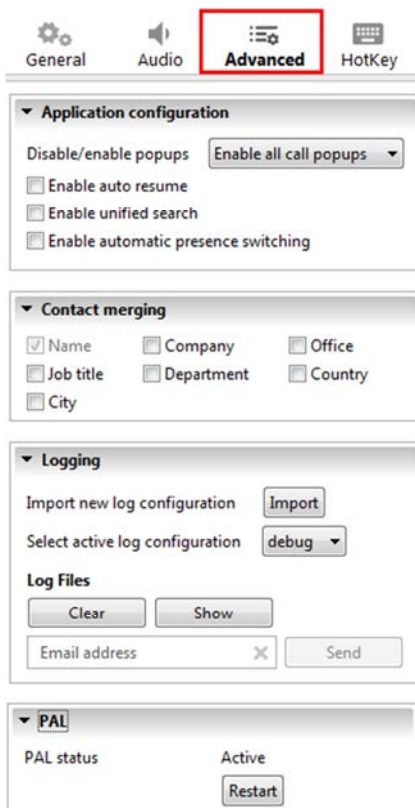 General Audio Advanced HotKey
Application configuration
Disable/enable popups Enable all call popups
Enable auto resume
Enable unified search
Enable automatic presence switching
Contact merging
Name Company Office
Job title Department Country
City
Logging
Import new log configuration Import
Select active log configuration debug
Log Files
Clear Show
Email address Send
PAL
PAL status Active
Restart